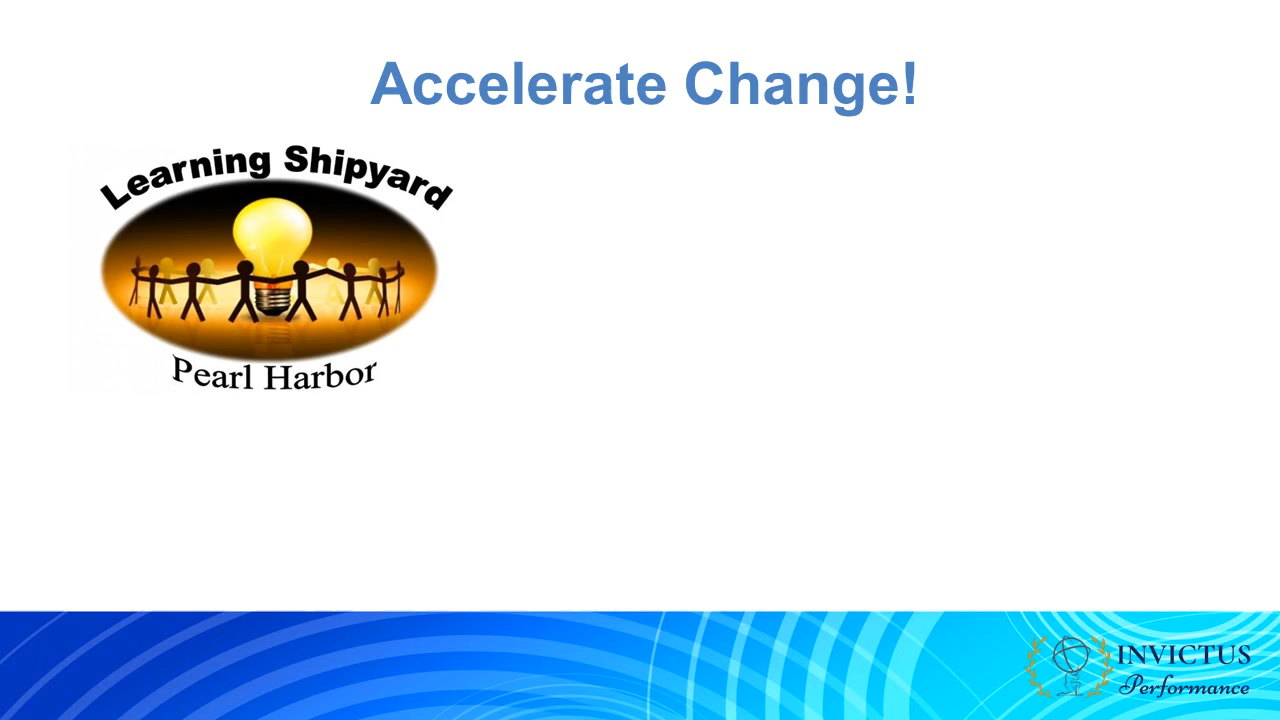 Accelerate Change!
Learning Shipyard
Pearl Harbor
INVICTUS
Performance